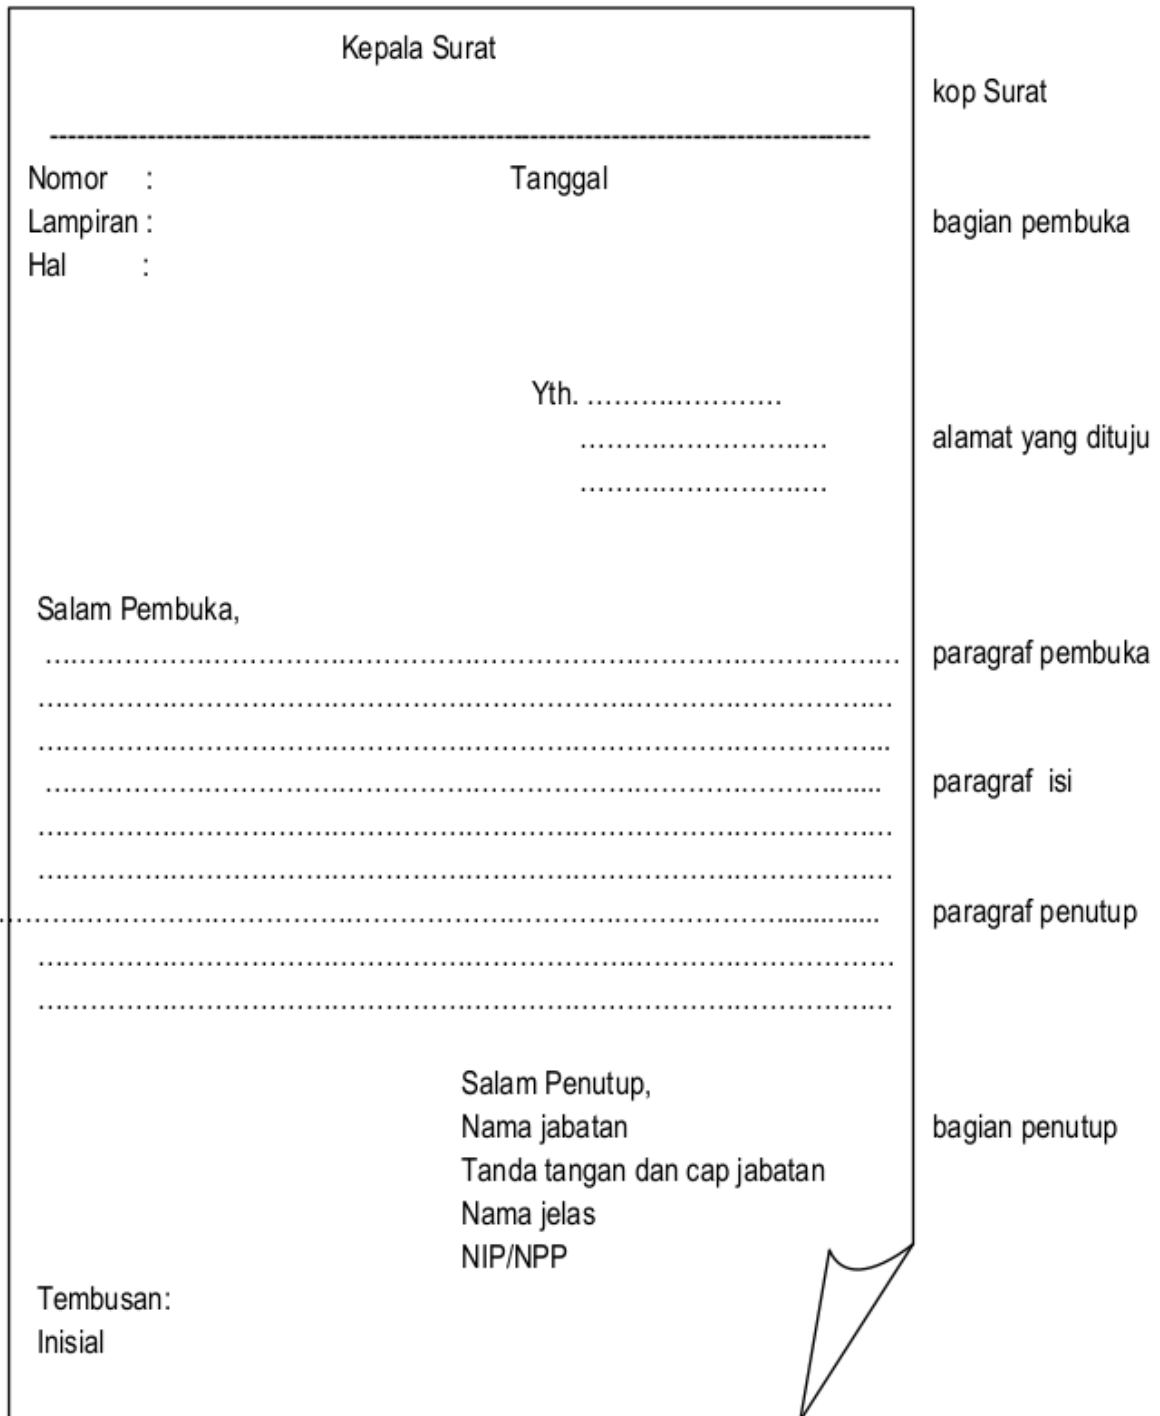 Kepala Surat
kop Surat
--------------------------------------------------------------------------------
Nomor : Tanggal
Lampiran : bagian pembuka
Hal :
Yth. …………………
……………………… alamat yang dituju
………………………
Salam Pembuka,
………………………………………………………………………………… paragraf pembuka
…………………………………………………………………………………
………………………………………………………………………………...
…………………………………………………………………………........ paragraf  isi
…………………………………………………………………………………
…………………………………………………………………………………
…………………………………………………………………………............. paragraf penutup
…………………………………………………………………………………
…………………………………………………………………………………
Salam Penutup,
Nama jabatan bagian penutup
Tanda tangan dan cap jabatan
Nama jelas
NIP/NPP
Tembusan:
Inisial